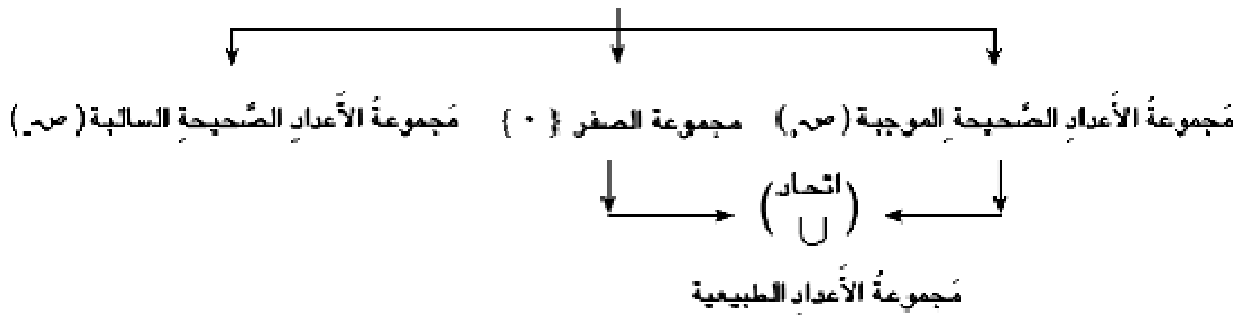 مَجموعةُ الأَعدادِ الصَّحيحةِ الموجبة (ص₊) مجموعة الصفر { ٠ } مَجموعةُ الأَعدادِ الصَّحيحةِ السالبة (ص₋)
(اتحاد
∪)
مَجموعةُ الأَعدادِ الطبيعية